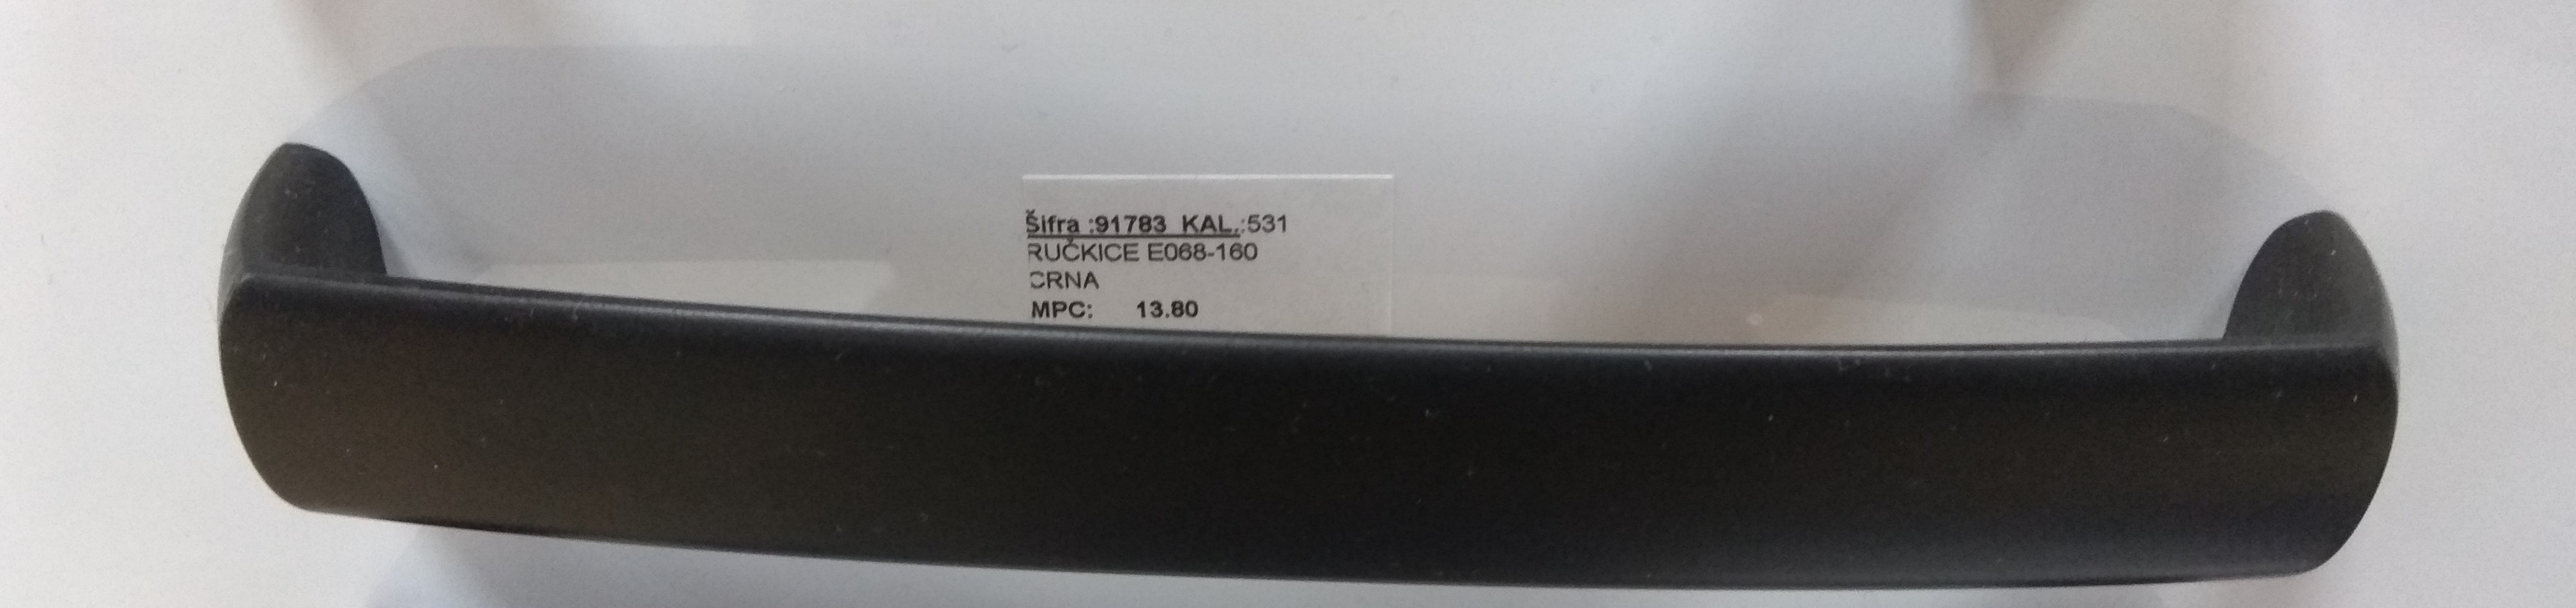 Šifra :91783 KAL.:531
RUČKICE E068-160
CRNA
MPC: 13.80